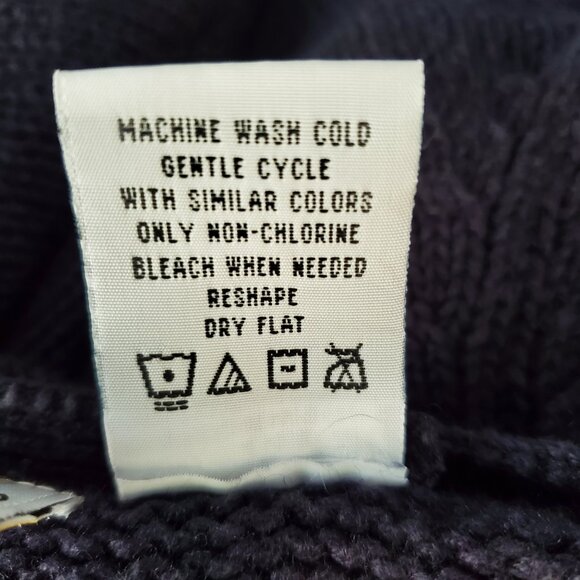 MACHINE WASH COLD
GENTLE CYCLE
WITH SIMILAR COLORS
ONLY NON-CHLORINE
BLEACH WHEN NEEDED
RESHAPE
DRY FLAT